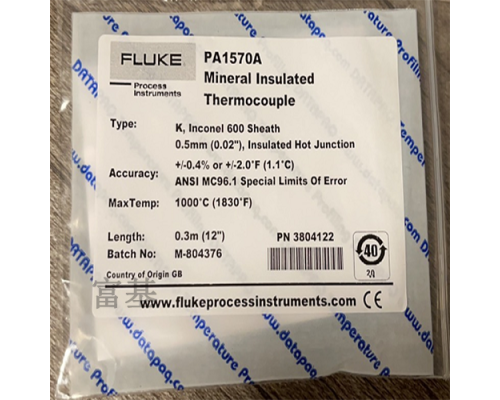 FLUKE
Process
Instruments
PA1570A
Mineral Insulated
Thermocouple
Type: K, Inconel 600 Sheath
0.5mm (0.02"), Insulated Hot Junction
Accuracy: +/-0.4% or +/-2.0°F (1.1°C)
ANSI MC96.1 Special Limits Of Error
MaxTemp: 1000°C (1830°F)
Length: 0.3m (12") PN 3804122
Batch No: M-804376
40
Country of Origin GB
富基
www.flukeprocessinstruments.com CE
www.datapaq.com
DATAPAQ
Temperature Profiling